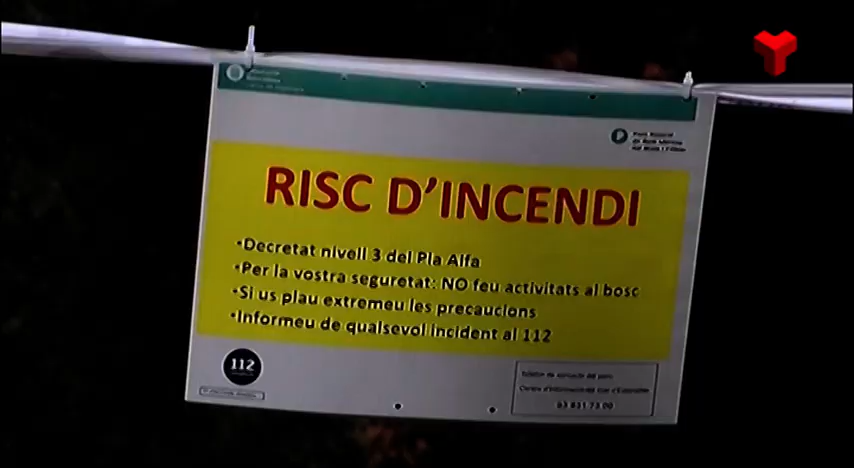 RISC D'INCENDI
•Decretat nivell 3 del Pla Alfa
•Per la vostra seguretat: NO feu activitats al bosc
•Si us plau extremeu les precaucions
•Informeu de qualsevol incident al 112
112